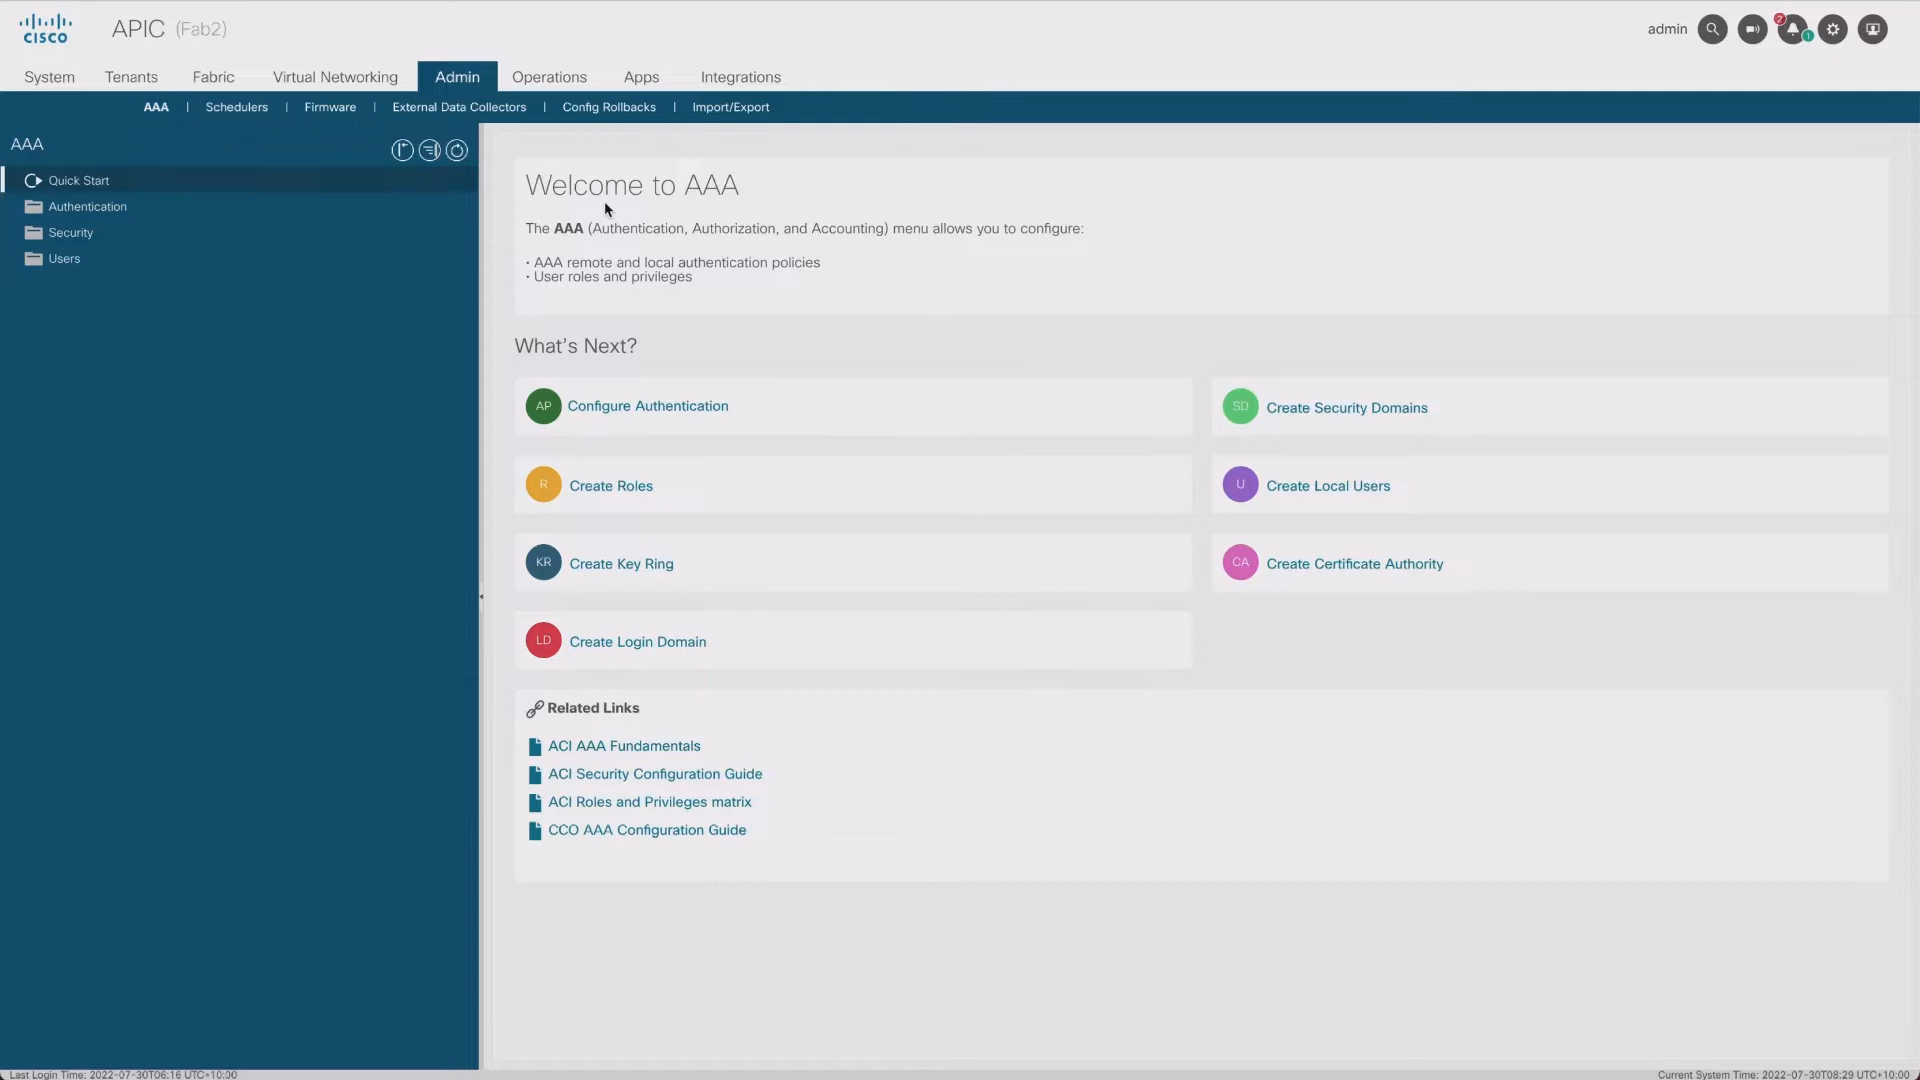 CISCO
APIC (Fab2)
admin
2
1
System Tenants Fabric Virtual Networking Admin Operations Apps Integrations
AAA | Schedulers | Firmware | External Data Collectors | Config Rollbacks | Import/Export
AAA
Quick Start
Authentication
Security
Users
Welcome to AAA
The AAA (Authentication, Authorization, and Accounting) menu allows you to configure:
• AAA remote and local authentication policies
• User roles and privileges
What's Next?
AP Configure Authentication
SD Create Security Domains
R Create Roles
U Create Local Users
KR Create Key Ring
CA Create Certificate Authority
LD Create Login Domain
Related Links
ACI AAA Fundamentals
ACI Security Configuration Guide
ACI Roles and Privileges matrix
CCO AAA Configuration Guide
Last Login Time: 2022-07-30T06:16 UTC+10:00
Current System Time: 2022-07-30T08:29 UTC+10:00